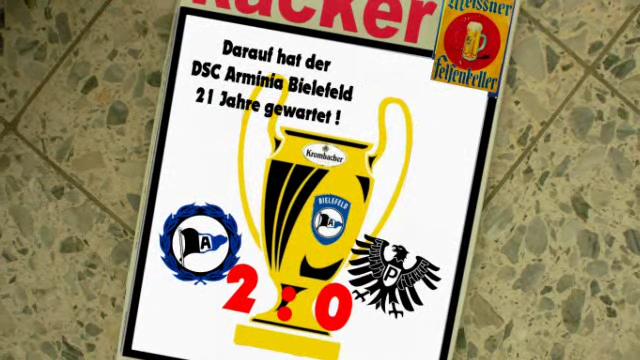 Kacker
Meissner
Felsenkeller
Darauf hat der
DSC Arminia Bielefeld
21 Jahre gewartet !
Krombacher
BIELEFELD
A
A
P
2:0